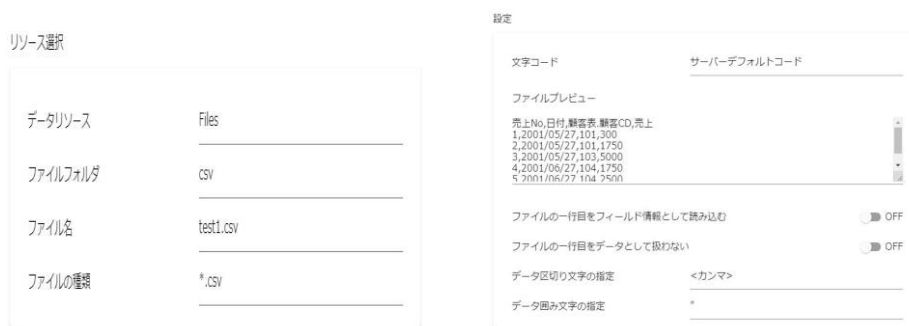 リソース選択
データリソース Files
ファイルフォルダ csv
ファイル名 test1.csv
ファイルの種類 *.csv
設定
文字コード サーバーデフォルトコード
ファイルプレビュー
売上No,日付,顧客表.顧客CD,売上
1,2001/05/27,101,300
2,2001/05/27,101,1750
3,2001/05/27,103,5000
4,2001/06/27,104,1750
5,2001/06/27,104,2500
ファイルの一行目をフィールド情報として読み込む OFF
ファイルの一行目をデータとして扱わない OFF
データ区切り文字の指定 <カンマ>
データ囲み文字の指定